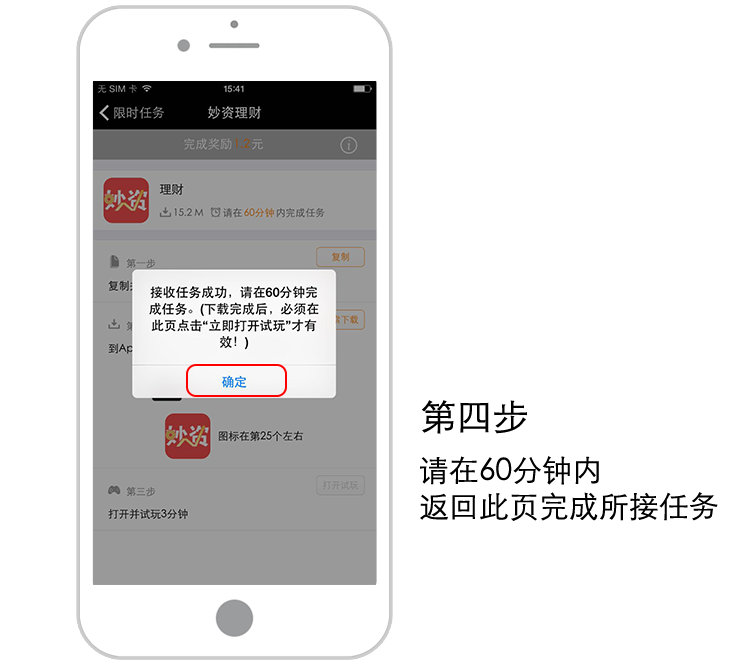 无 SIM 卡
15:41
限时任务
妙资理财
完成奖励1.2元
妙资
理财
15.2 M
请在60分钟内完成任务
第一步
复制
复制
接收任务成功，请在60分钟完
成任务。(下载完成后，必须在
此页点击“立即打开试玩”才有
效！)
确定
索下载
到Ap
妙资
图标在第25个左右
第三步
打开试玩
打开并试玩3分钟
第四步
请在60分钟内
返回此页完成所接任务